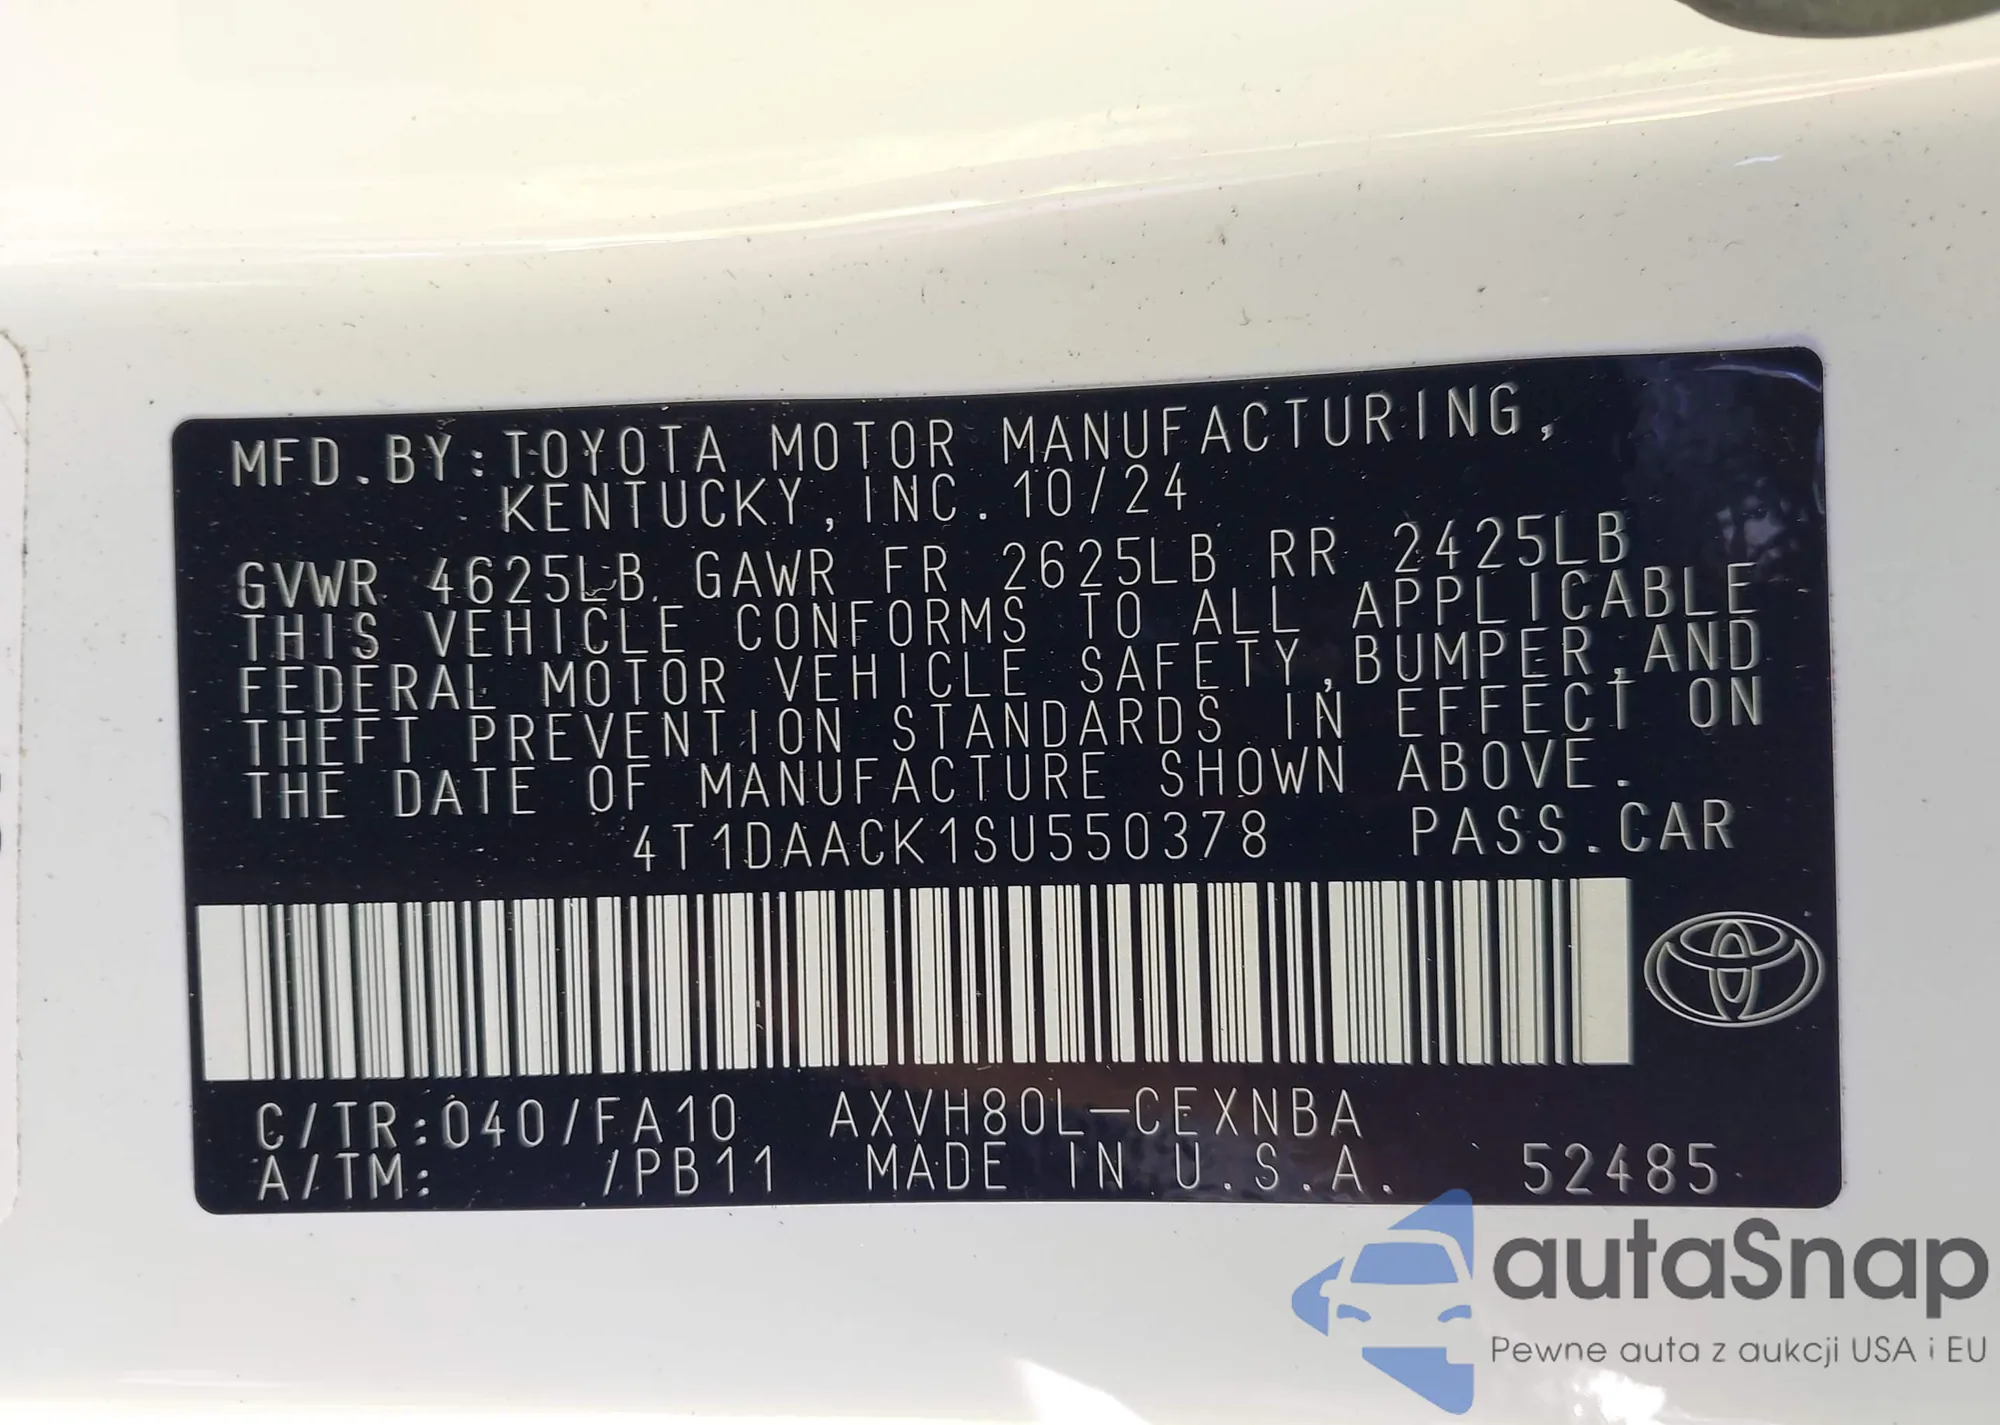 MFD.BY:TOYOTA MOTOR MANUFACTURING,
KENTUCKY, INC. 10/24
GVWR 4625LB, GAWR FR 2625LB RR 2425LB
THIS VEHICLE CONFORMS TO ALL APPLICABLE
FEDERAL MOTOR VEHICLE SAFETY,BUMPER,AND
THEFT PREVENTION STANDARDS IN EFFECT ON
THE DATE OF MANUFACTURE SHOWN ABOVE.
4T1DAACK1SU550378 PASS.CAR
C/TR:040/FA10 AXVH80L-CEXNBA
A/TM: /PB11 MADE IN U.S.A. 52485
autaSnap
Pewne auta z aukcji USA i EU